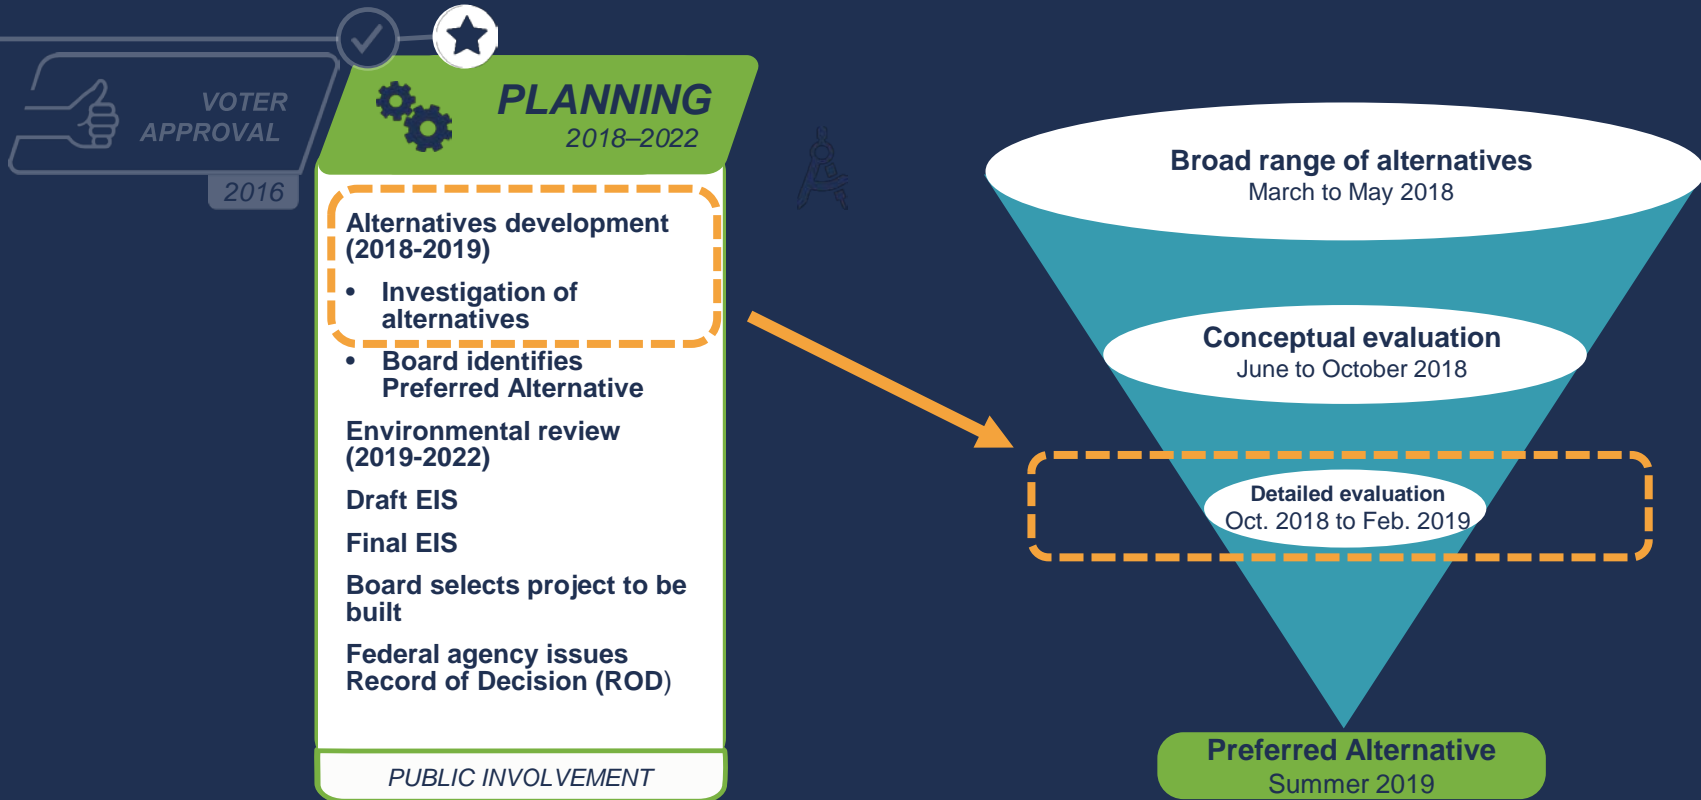 VOTER
APPROVAL
2016
PLANNING
2018–2022
Alternatives development
(2018-2019)
• Investigation of
alternatives
• Board identifies
Preferred Alternative
Environmental review
(2019-2022)
Draft EIS
Final EIS
Board selects project to be
built
Federal agency issues
Record of Decision (ROD)
PUBLIC INVOLVEMENT
Broad range of alternatives
March to May 2018
Conceptual evaluation
June to October 2018
Detailed evaluation
Oct. 2018 to Feb. 2019
Preferred Alternative
Summer 2019